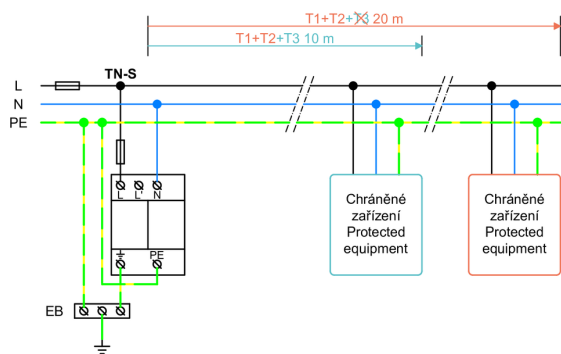 T1+T2+T3 20 m
T1+T2+T3 10 m
TN-S
L
N
PE
L L' N
Chráněné
zařízení
Protected
equipment
Chráněné
zařízení
Protected
equipment
PE
EB